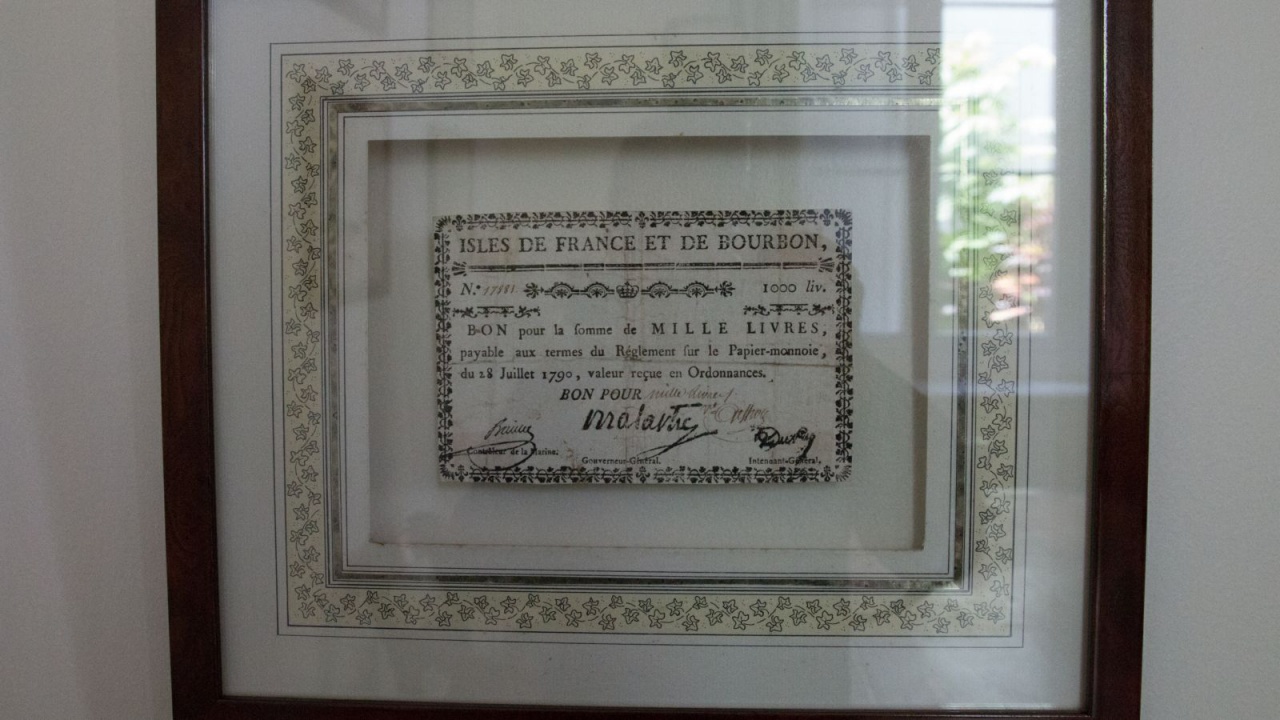 ISLES DE FRANCE ET DE BOURBON,
N.° 1000 liv.
BON pour la ſomme de MILLE LIVRES,
payable aux termes du Réglement ſur le Papier-monnoie,
du 28 Juillet 1790, valeur reçue en Ordonnances.
BON POUR mille livres
Malartic
Contrôleur de la Marine. Gouverneur-Général. Intendant-Général.